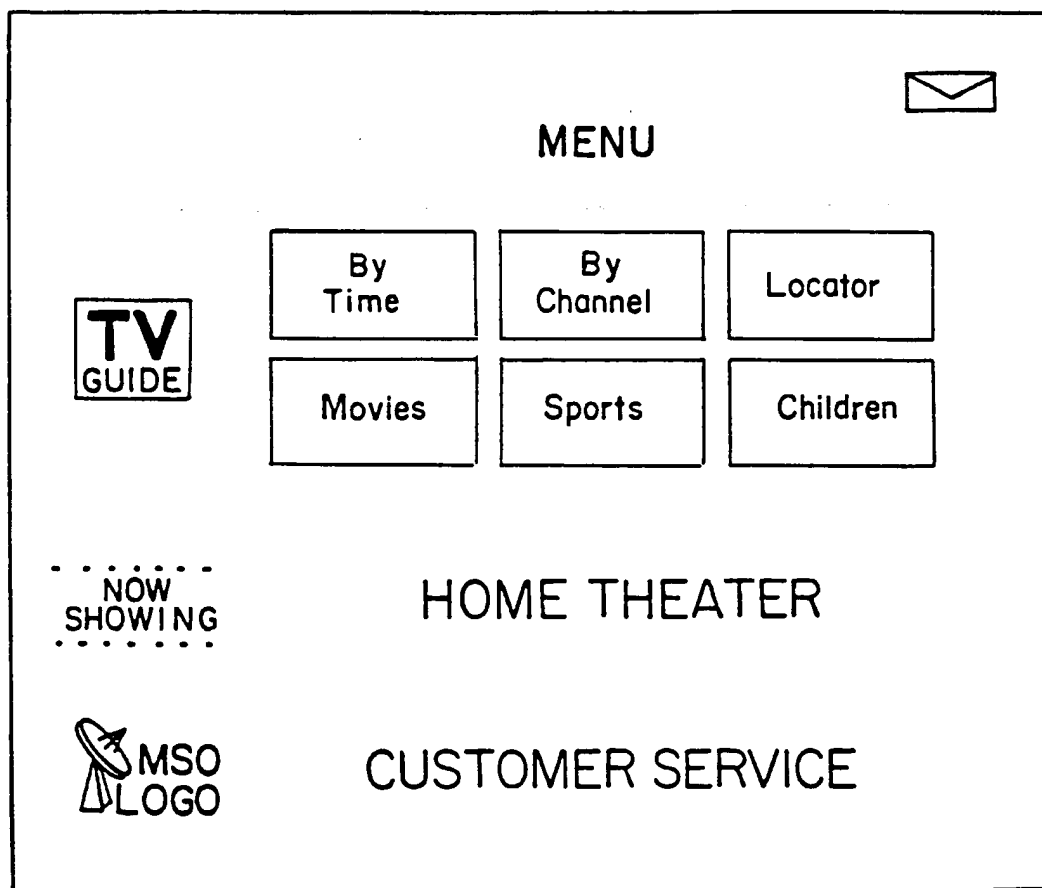 MENU
By
Time
By
Channel
Locator
TV
GUIDE
Movies
Sports
Children
NOW
SHOWING
HOME THEATER
MSO
LOGO
CUSTOMER SERVICE